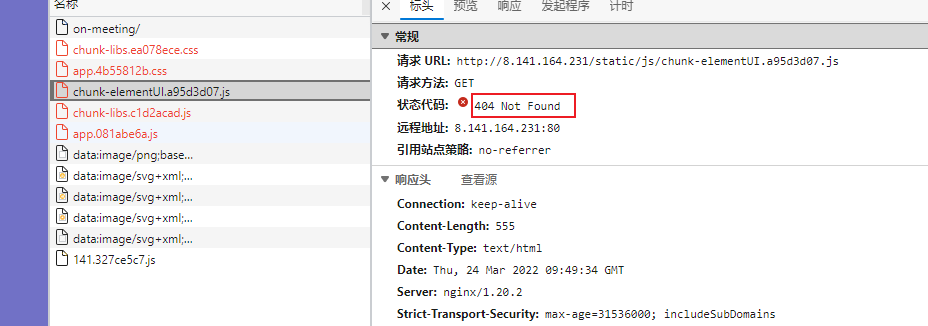 名称
on-meeting/
chunk-libs.ea078ece.css
app.4b55812b.css
chunk-elementUI.a95d3d07.js
chunk-libs.c1d2acad.js
app.081abe6a.js
data:image/png;base...
data:image/svg+xml;...
data:image/svg+xml;...
data:image/svg+xml;...
data:image/svg+xml;...
141.327ce5c7.js
标头 预览 响应 发起程序 计时
常规
请求 URL: http://8.141.164.231/static/js/chunk-elementUI.a95d3d07.js
请求方法: GET
状态代码: 404 Not Found
远程地址: 8.141.164.231:80
引用站点策略: no-referrer
响应头 查看源
Connection: keep-alive
Content-Length: 555
Content-Type: text/html
Date: Thu, 24 Mar 2022 09:49:34 GMT
Server: nginx/1.20.2
Strict-Transport-Security: max-age=31536000; includeSubDomains